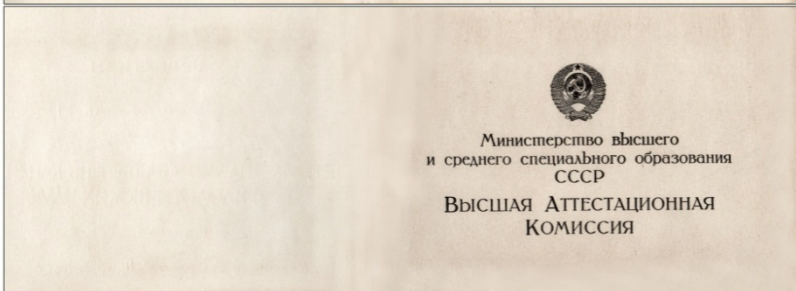 Министерство высшего
и среднего специального образования
СССР
Высшая Аттестационная
Комиссия